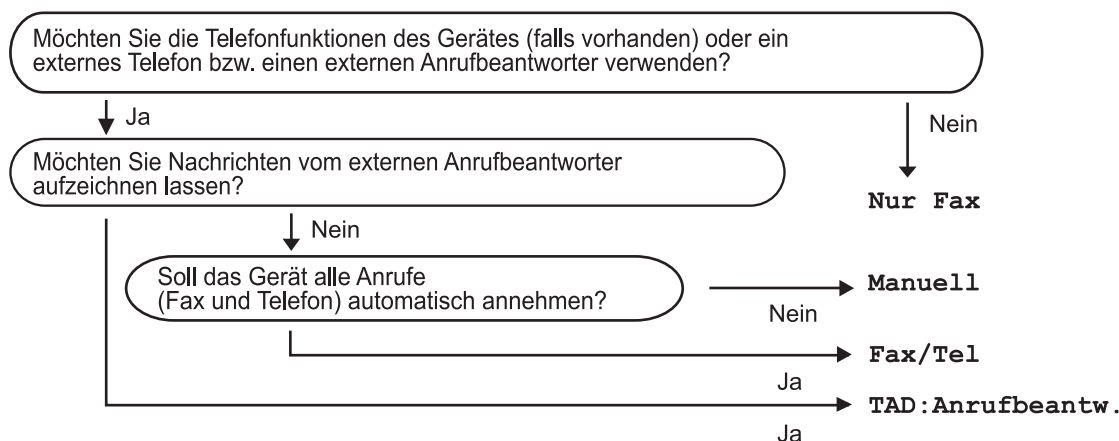 Möchten Sie die Telefonfunktionen des Gerätes (falls vorhanden) oder ein
externes Telefon bzw. einen externen Anrufbeantworter verwenden?
Ja
Nein
Möchten Sie Nachrichten vom externen Anrufbeantworter
aufzeichnen lassen?
Nur Fax
Nein
Soll das Gerät alle Anrufe
(Fax und Telefon) automatisch annehmen?
Manuell
Nein
Fax/Tel
Ja
TAD:Anrufbeantw.
Ja